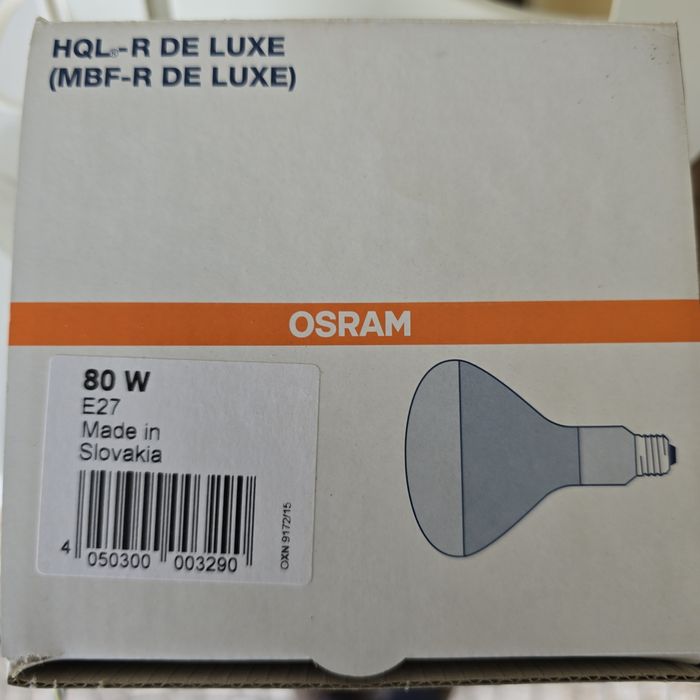 HQL®-R DE LUXE
(MBF-R DE LUXE)
OSRAM
80 W
E27
Made in
Slovakia
4 050300 003290
OXN 9172/15